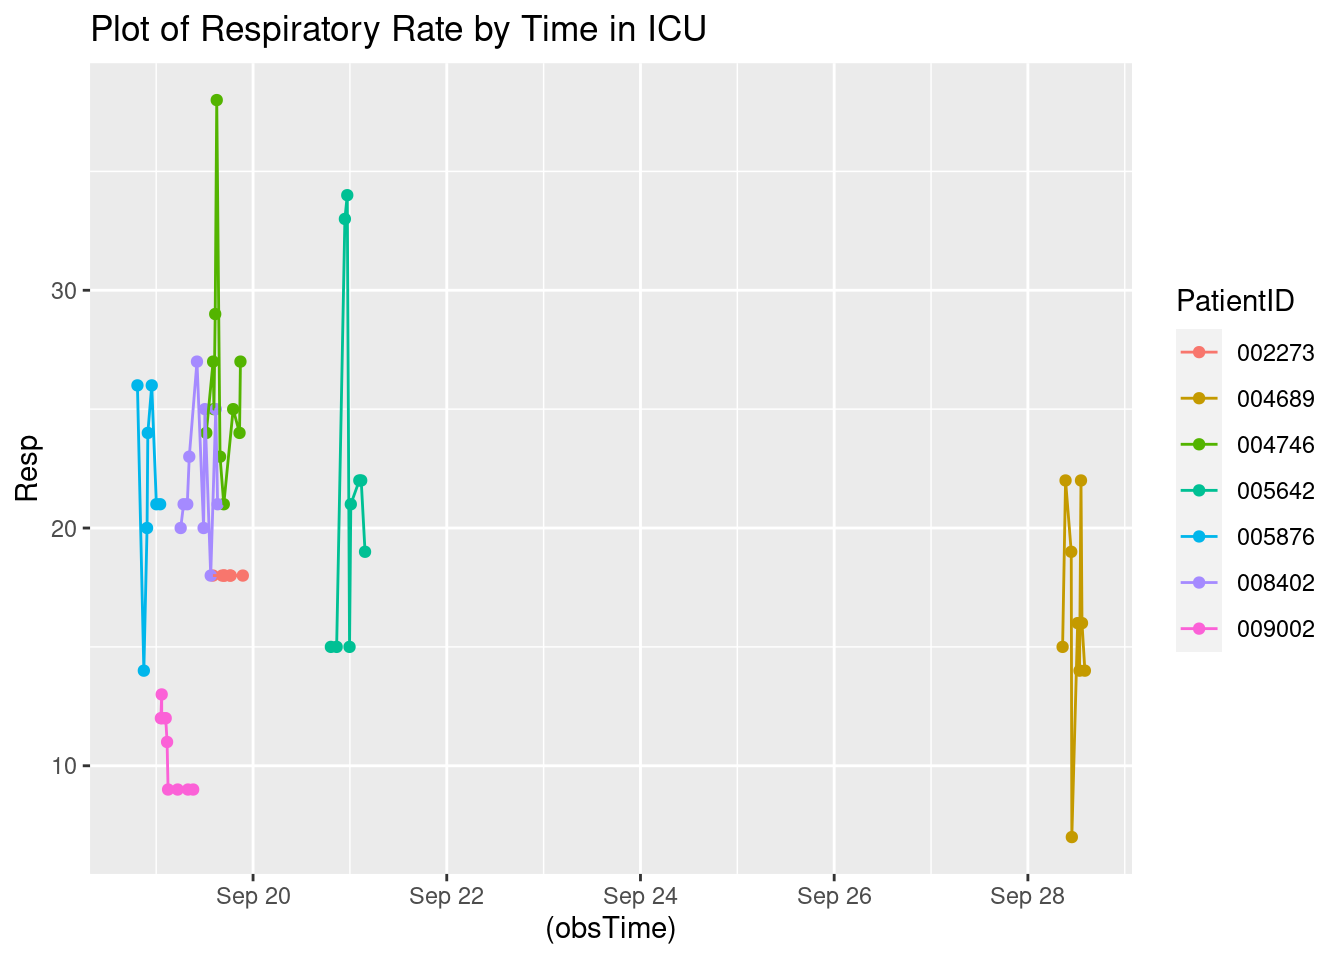 Plot of Respiratory Rate by Time in ICU
Resp
30
20
10
Sep 20
Sep 22
Sep 24
Sep 26
Sep 28
(obsTime)
PatientID
002273
004689
004746
005642
005876
008402
009002